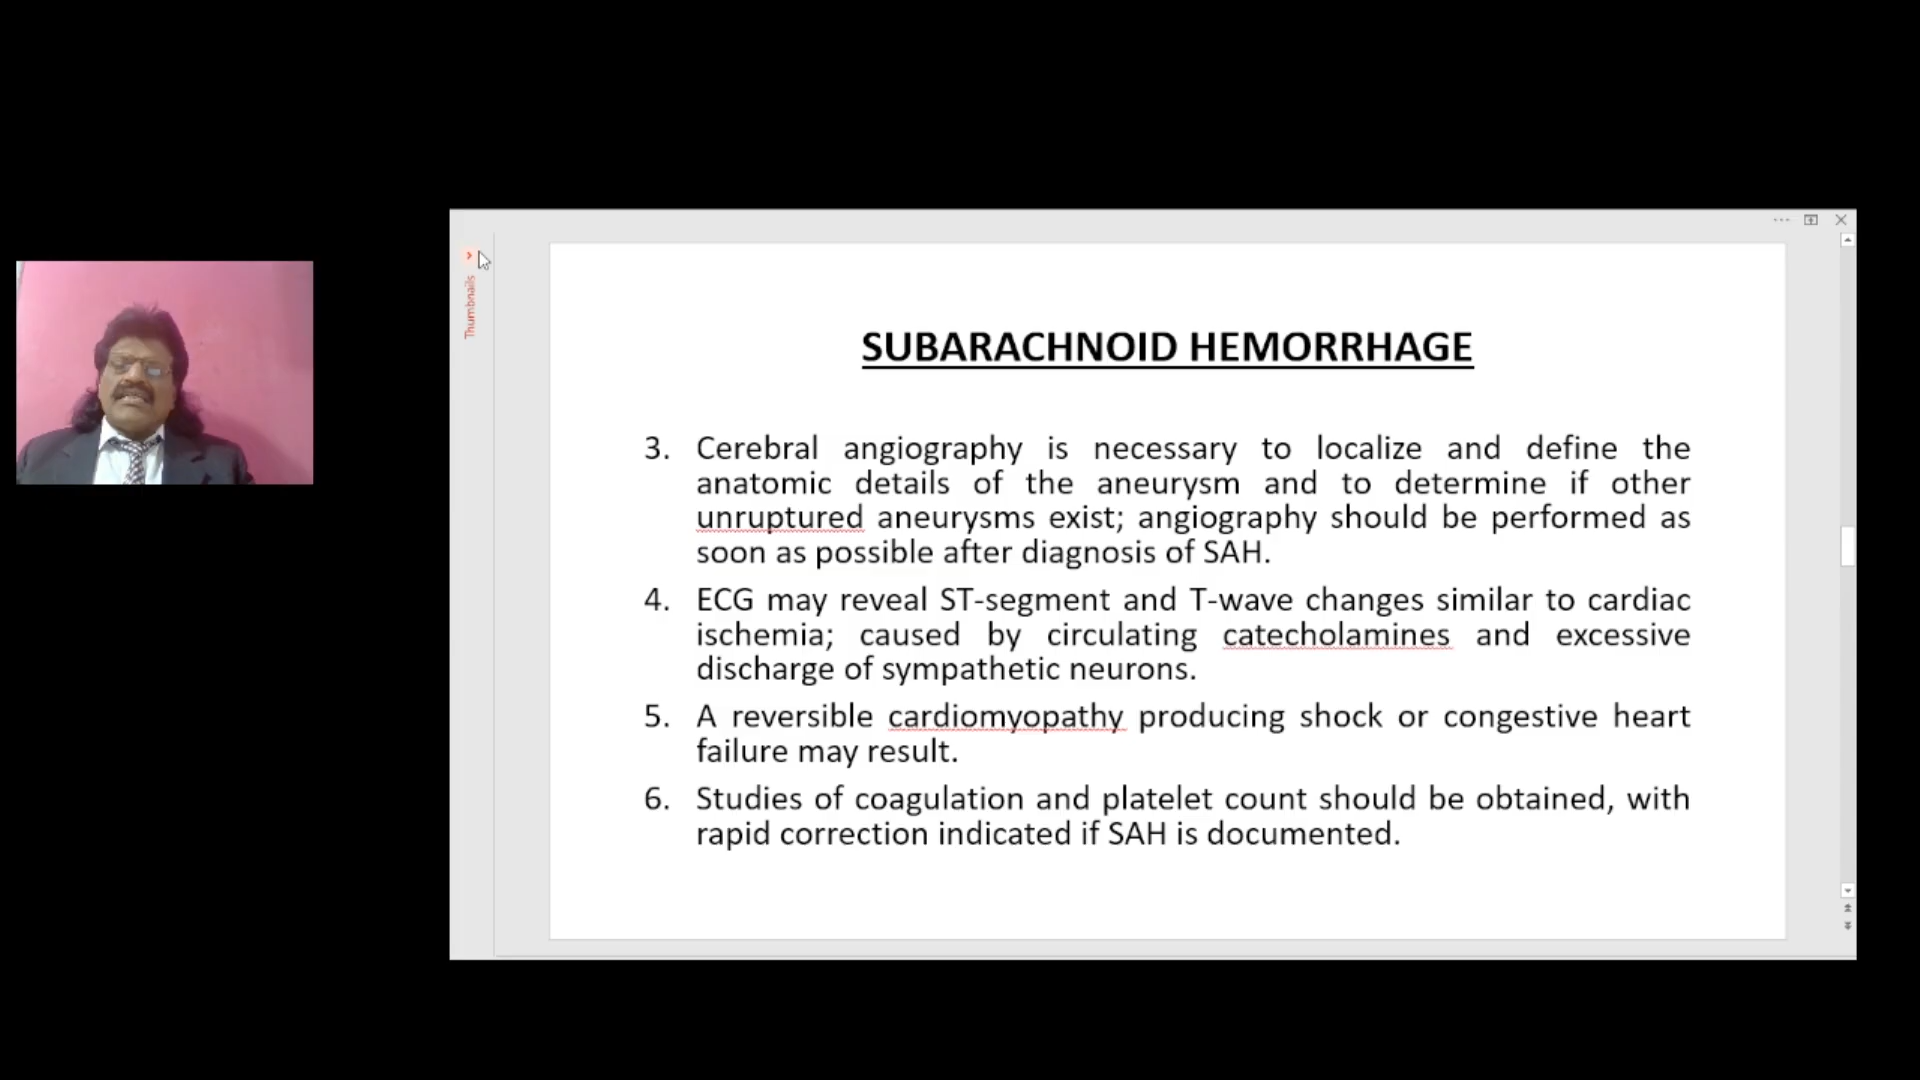 Thumbnails
SUBARACHNOID HEMORRHAGE
3. Cerebral angiography is necessary to localize and define the
anatomic details of the aneurysm and to determine if other
unruptured aneurysms exist; angiography should be performed as
soon as possible after diagnosis of SAH.
4. ECG may reveal ST-segment and T-wave changes similar to cardiac
ischemia; caused by circulating catecholamines and excessive
discharge of sympathetic neurons.
5. A reversible cardiomyopathy producing shock or congestive heart
failure may result.
6. Studies of coagulation and platelet count should be obtained, with
rapid correction indicated if SAH is documented.